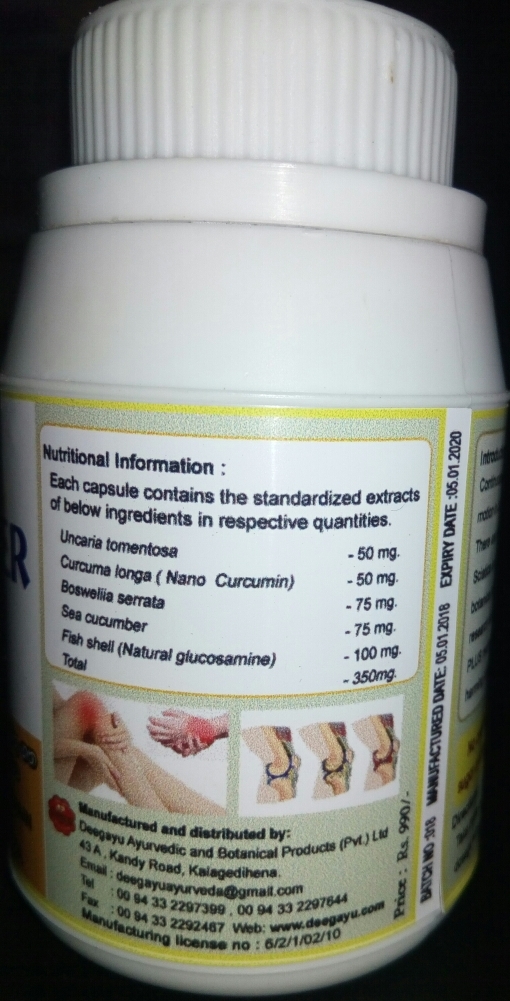 ER
Nutritional Information :
Each capsule contains the standardized extracts
of below ingredients in respective quantities.
Uncaria tomentosa - 50 mg.
Curcuma longa ( Nano Curcumin) - 50 mg.
Boswellia serrata - 75 mg.
Sea cucumber - 75 mg.
Fish shell (Natural glucosamine) - 100 mg.
Total - 350mg.
Manufactured and distributed by:
Deegayu Ayurvedic and Botanical Products (Pvt.) Ltd
43 A , Kandy Road, Kalagedihena.
Email : deegayuayurveda@gmail.com
Tel : 00 94 33 2297399 , 00 94 33 2297644
Fax : 00 94 33 2292467 Web: www.deegayu.com
Manufacturing license no : 6/2/1/02/10
Price : Rs. 990/-
BATCH NO :318 MANUFACTURED DATE: 05.01.2018 EXPIRY DATE :05.01.2020